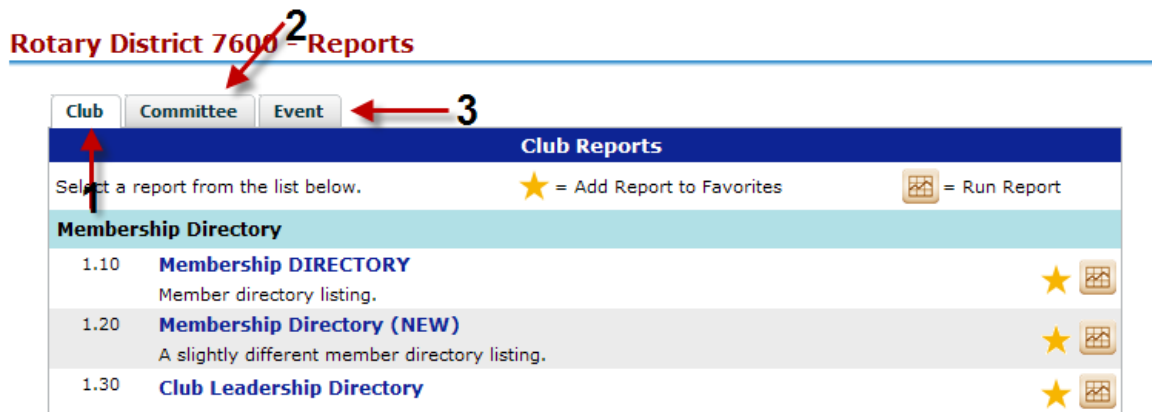 2
Rotary District 7600 - Reports
Club Committee Event 3
Club Reports
Select a report from the list below. = Add Report to Favorites = Run Report
1
Membership Directory
1.10 Membership DIRECTORY
Member directory listing.
1.20 Membership Directory (NEW)
A slightly different member directory listing.
1.30 Club Leadership Directory